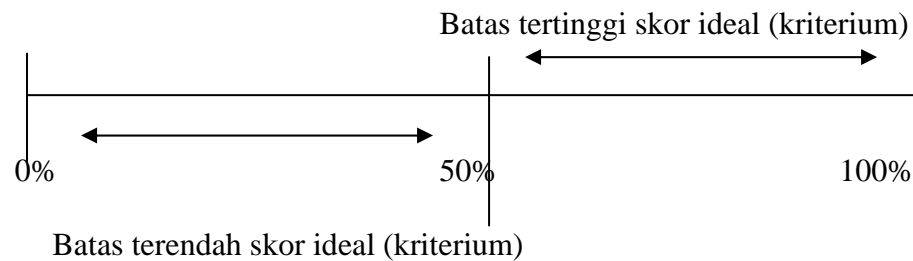 Batas tertinggi skor ideal (kriterium)
0% 50% 100%
Batas terendah skor ideal (kriterium)